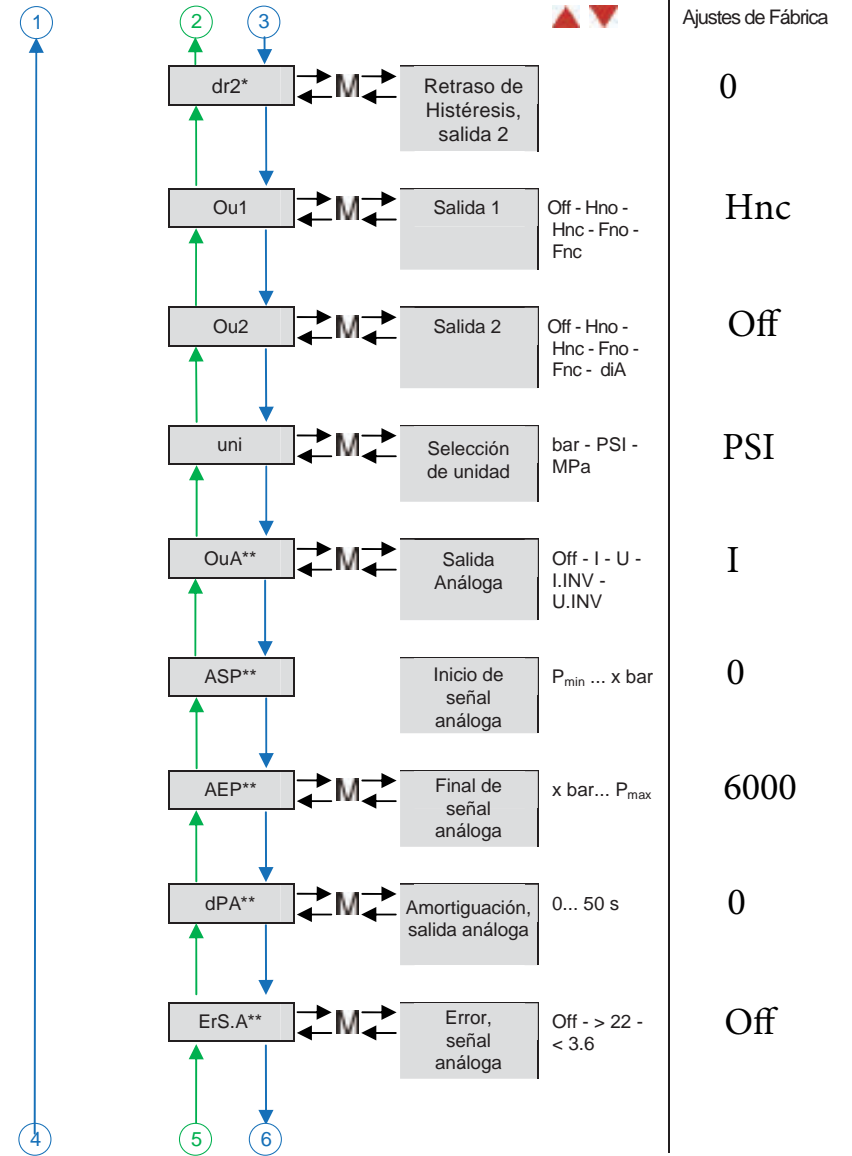 1 2 3 Ajustes de Fábrica
dr2* M Retraso de 0
Histéresis,
salida 2
Ou1 M Salida 1 Off - Hno - Hnc
Hnc - Fno -
Fnc
Ou2 M Salida 2 Off - Hno - Off
Hnc - Fno -
Fnc - diA
uni M Selección bar - PSI - PSI
de unidad MPa
OuA** M Salida Off - I - U - I
Análoga I.INV -
U.INV
ASP** Inicio de Pmin ... x bar 0
señal
análoga
AEP** M Final de x bar... Pmax 6000
señal
análoga
dPA** M Amortiguación, 0... 50 s 0
salida análoga
ErS.A** M Error, Off - > 22 - Off
señal < 3.6
análoga
4 5 6